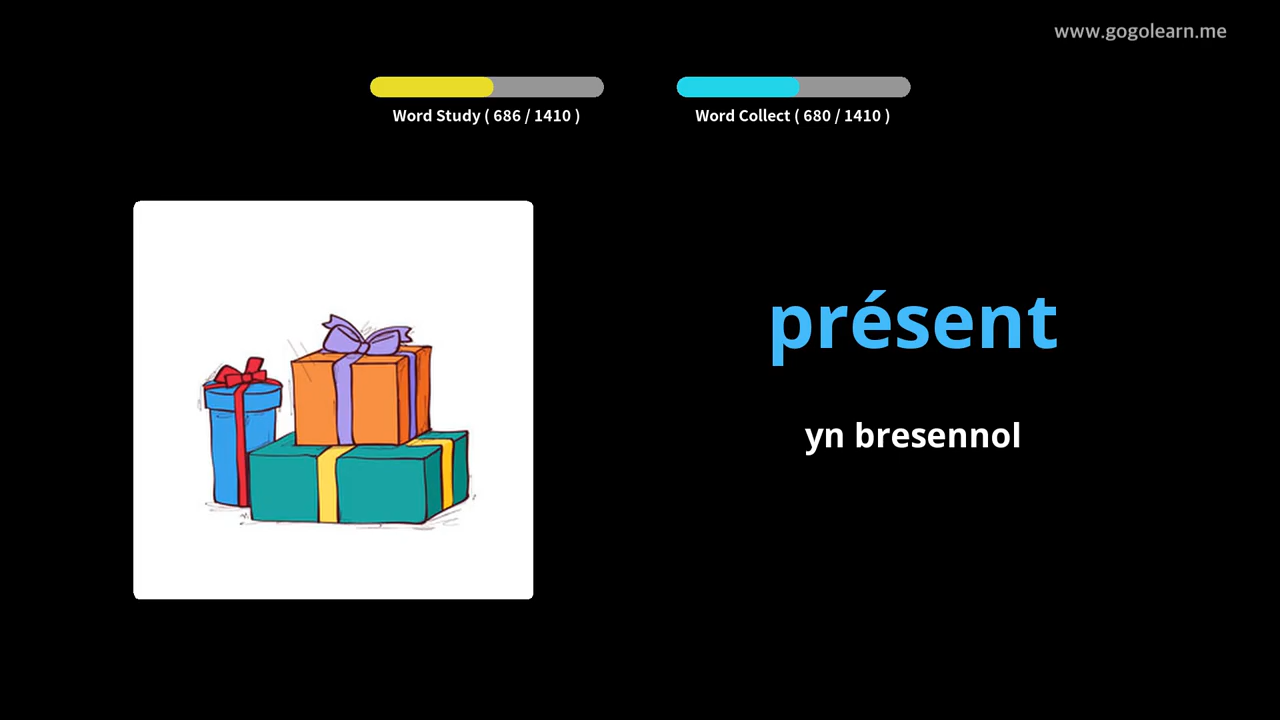 www.gogolearn.me
Word Study ( 686 / 1410 )
Word Collect ( 680 / 1410 )
présent
yn bresennol